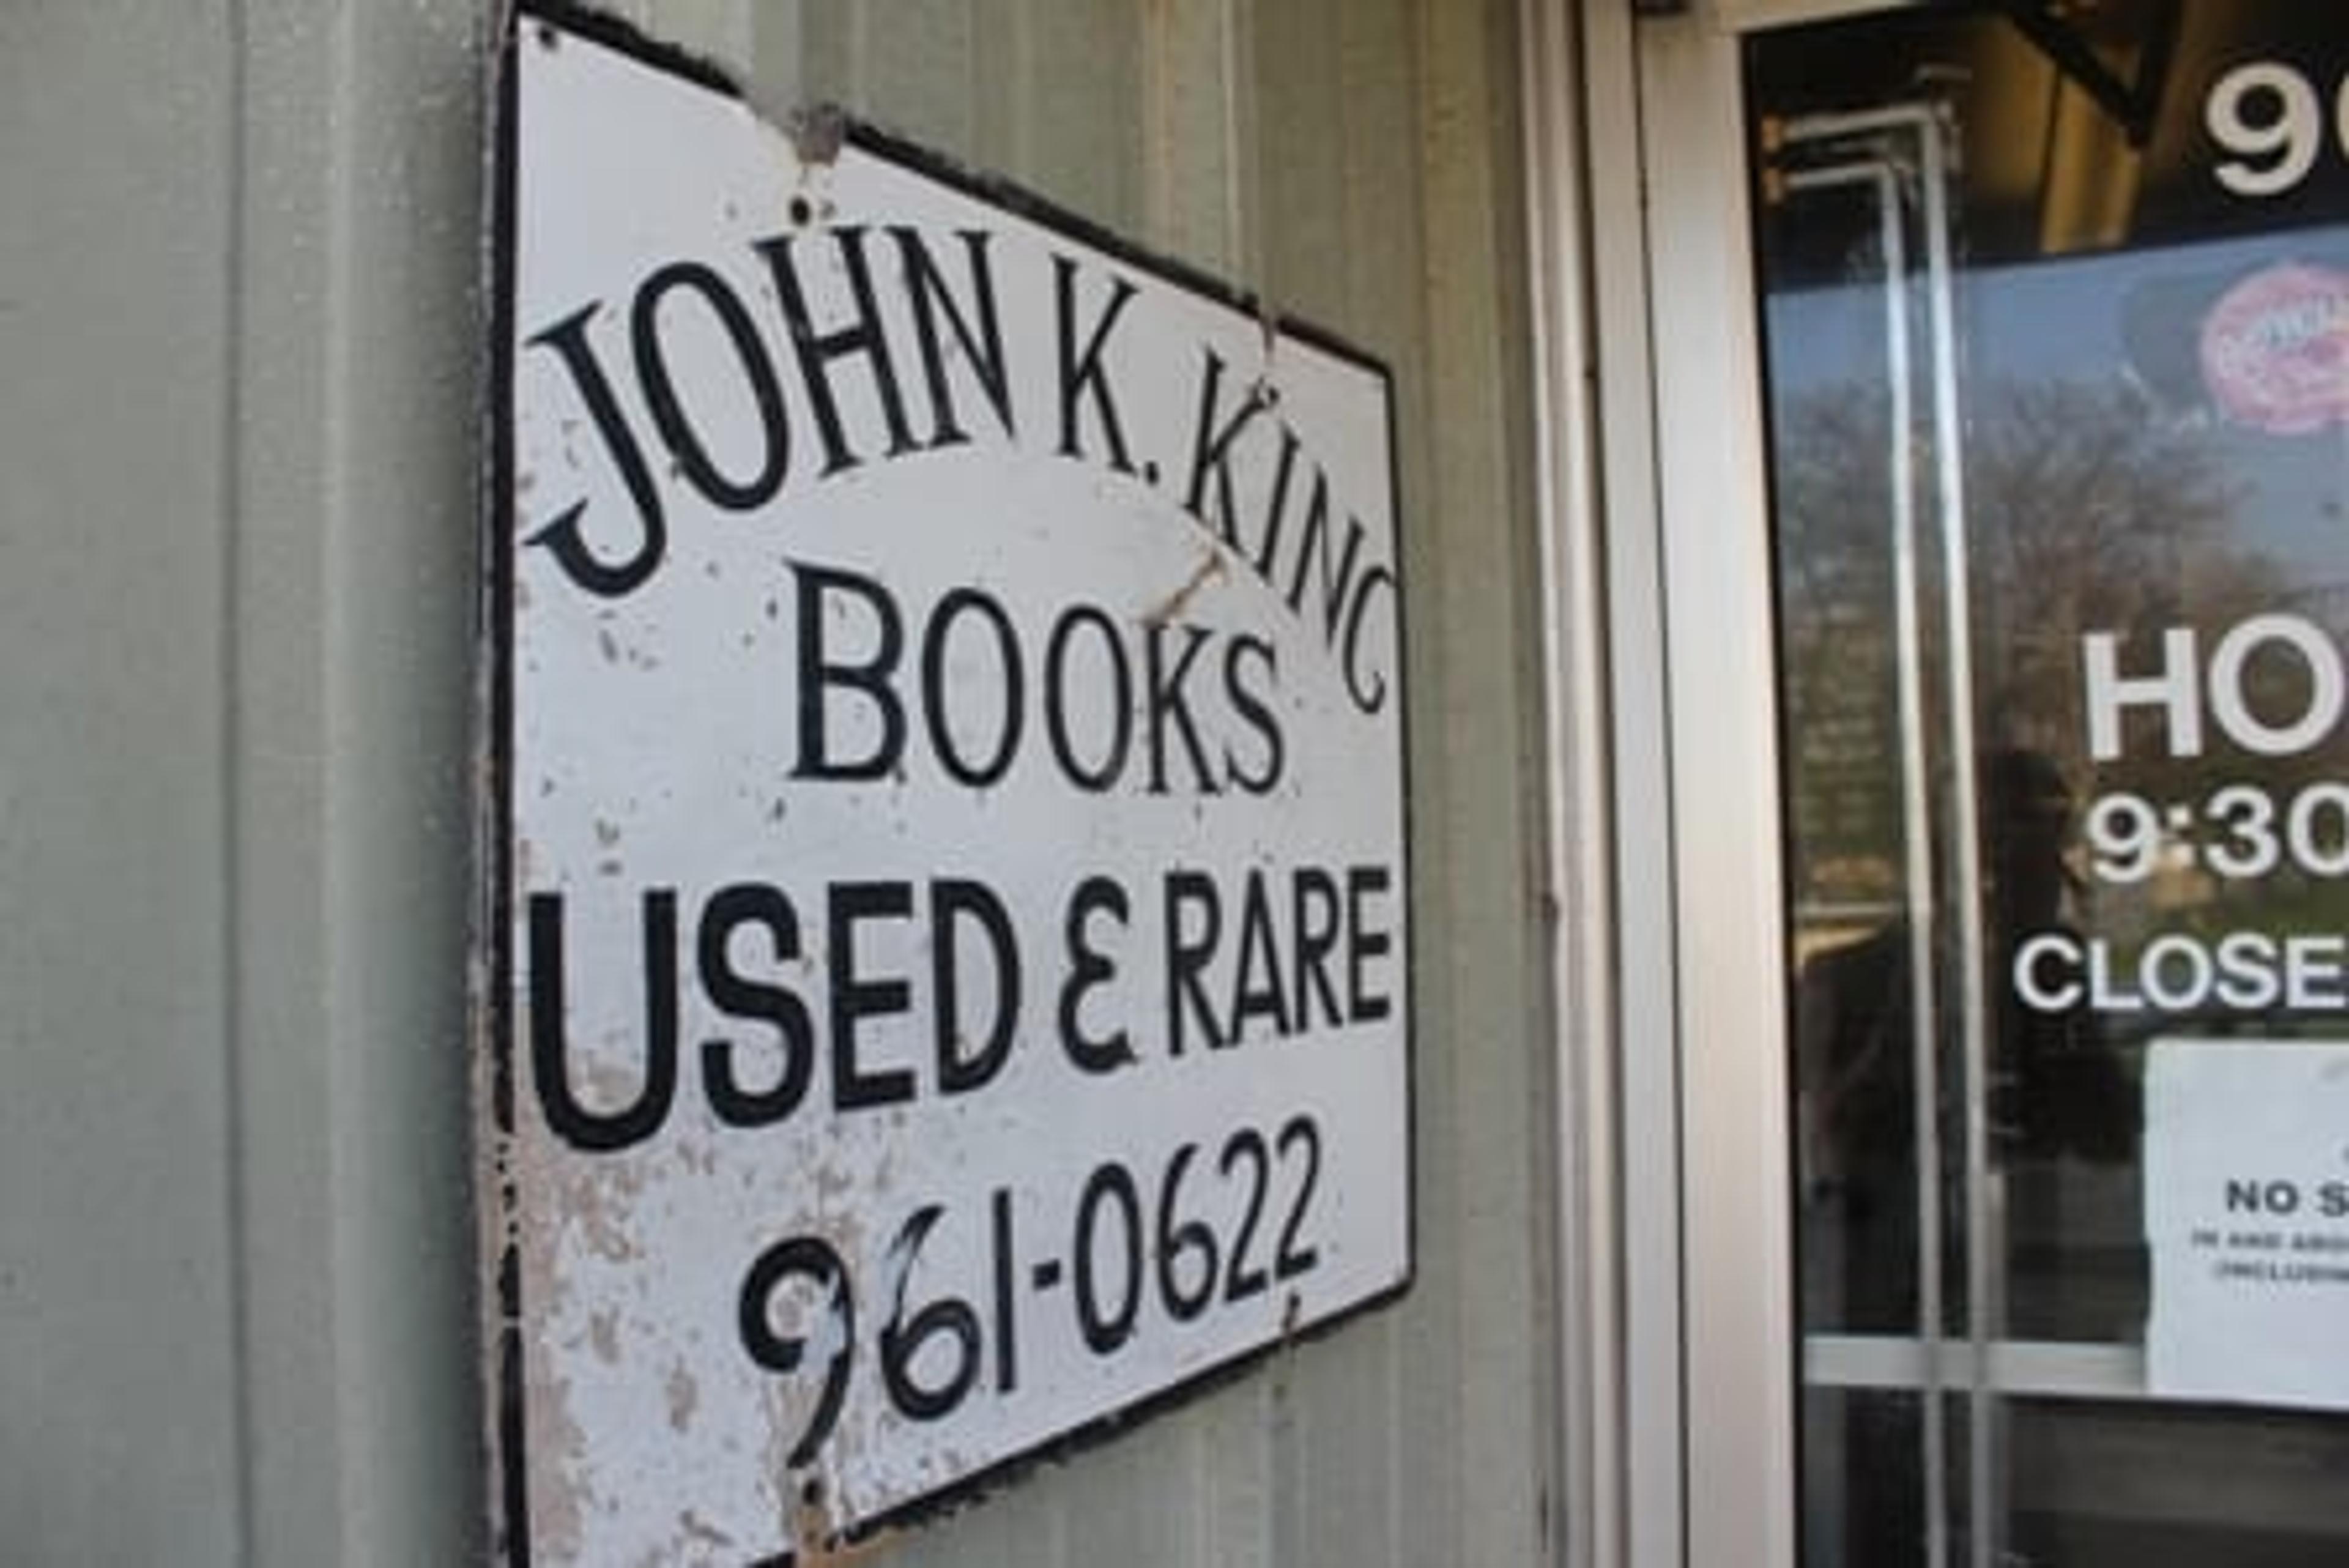 JOHN K. KING
BOOKS
USED & RARE
961-0622
HO
9:30
CLOSE
NO S